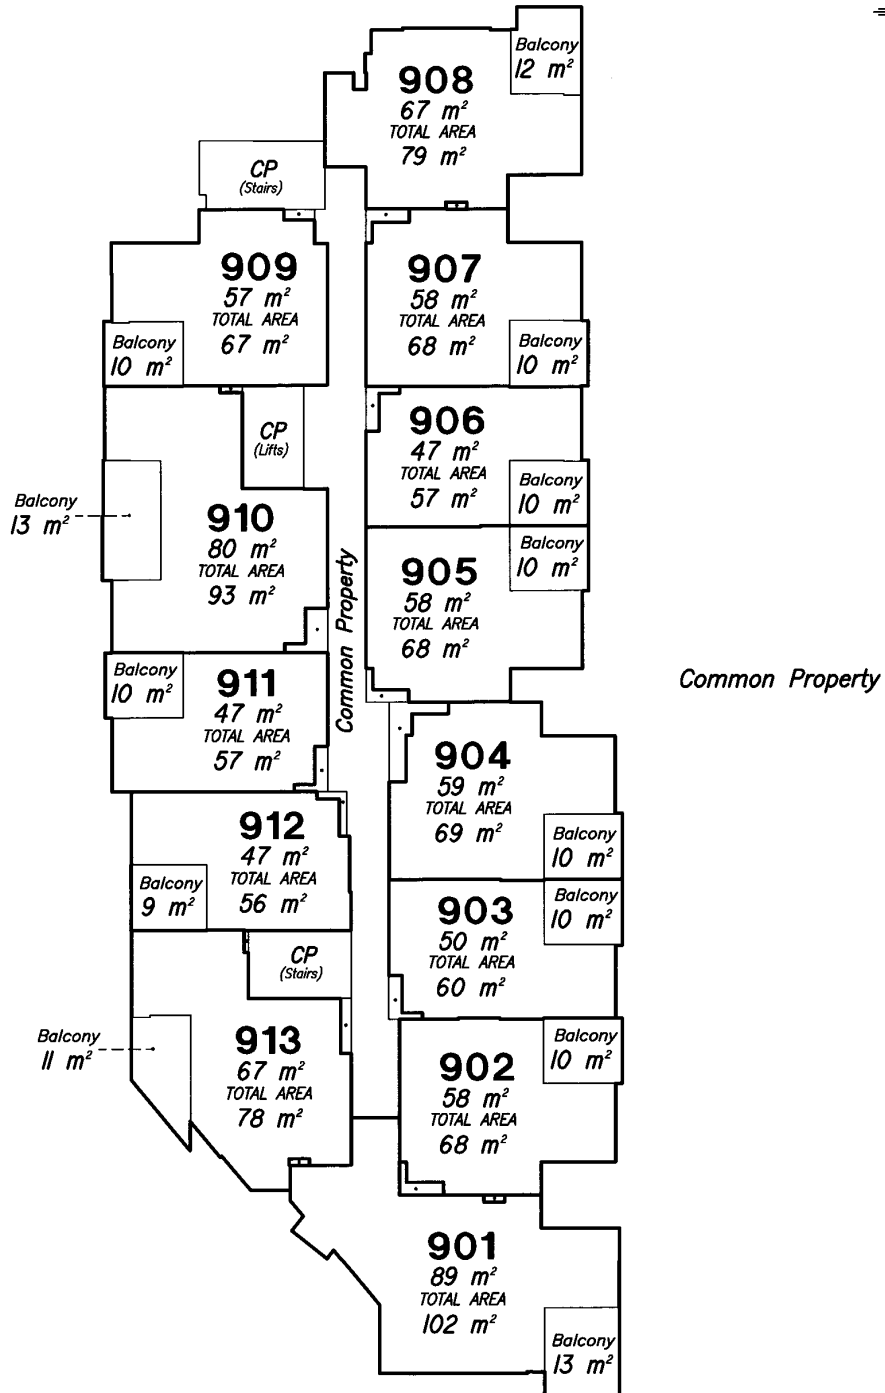 Balcony
12 m²
908
67 m²
TOTAL AREA
79 m²
CP
(Stairs)
909
57 m²
TOTAL AREA
67 m²
Balcony
10 m²
907
58 m²
TOTAL AREA
68 m²
Balcony
10 m²
CP
(Lifts)
906
47 m²
TOTAL AREA
57 m²
Balcony
10 m²
Balcony
13 m²
910
80 m²
TOTAL AREA
93 m²
Common Property
905
58 m²
TOTAL AREA
68 m²
Balcony
10 m²
Common Property
Balcony
10 m²
911
47 m²
TOTAL AREA
57 m²
904
59 m²
TOTAL AREA
69 m²
Balcony
10 m²
912
47 m²
TOTAL AREA
56 m²
Balcony
9 m²
903
50 m²
TOTAL AREA
60 m²
Balcony
10 m²
CP
(Stairs)
Balcony
11 m²
913
67 m²
TOTAL AREA
78 m²
902
58 m²
TOTAL AREA
68 m²
Balcony
10 m²
901
89 m²
TOTAL AREA
102 m²
Balcony
13 m²